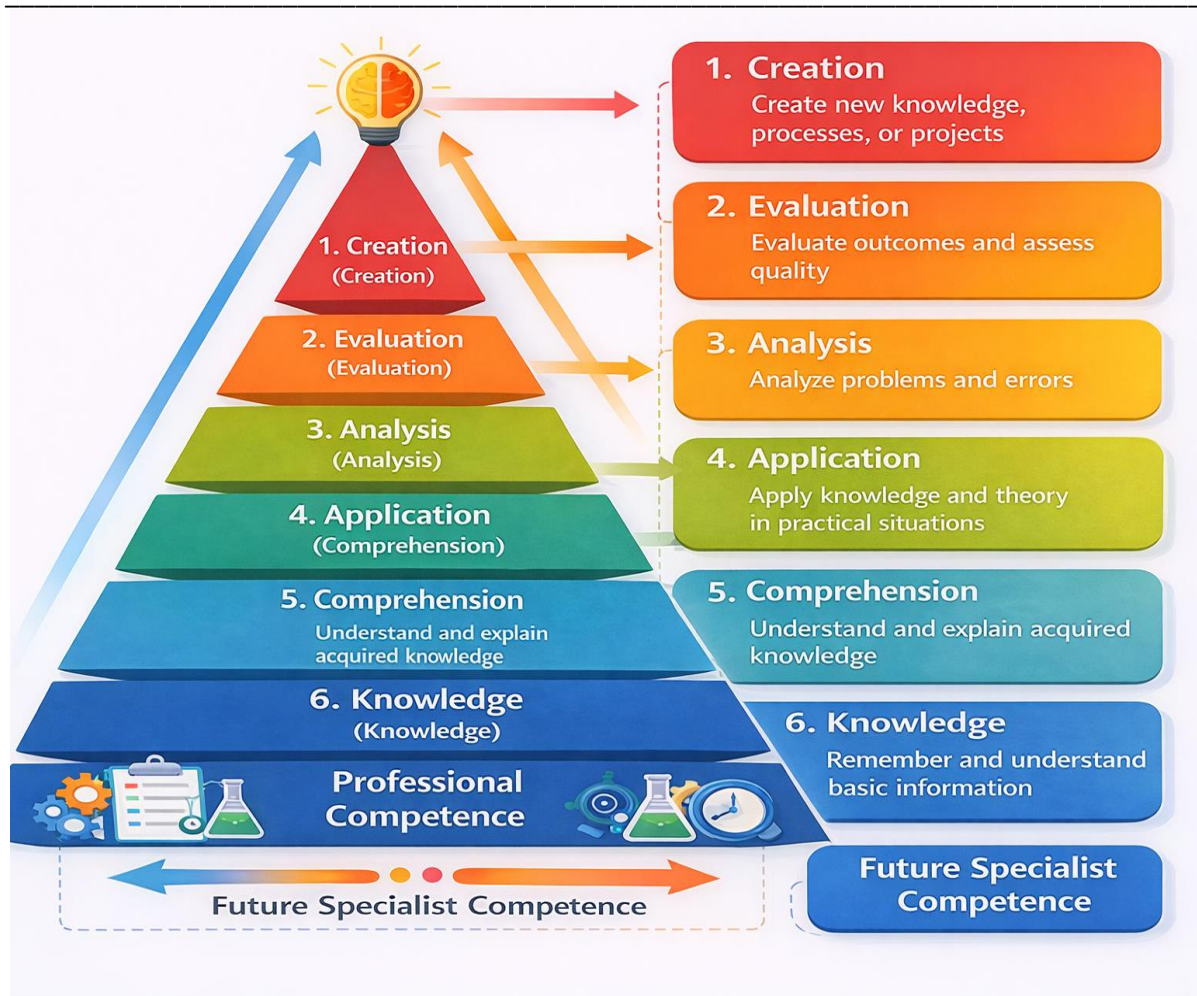 1. Creation
(Creation)
2. Evaluation
(Evaluation)
3. Analysis
(Analysis)
4. Application
(Comprehension)
5. Comprehension
Understand and explain
acquired knowledge
6. Knowledge
(Knowledge)
Professional
Competence
Future Specialist Competence
1. Creation
Create new knowledge,
processes, or projects
2. Evaluation
Evaluate outcomes and assess
quality
3. Analysis
Analyze problems and errors
4. Application
Apply knowledge and theory
in practical situations
5. Comprehension
Understand and explain acquired
knowledge
6. Knowledge
Remember and understand
basic information
Future Specialist
Competence